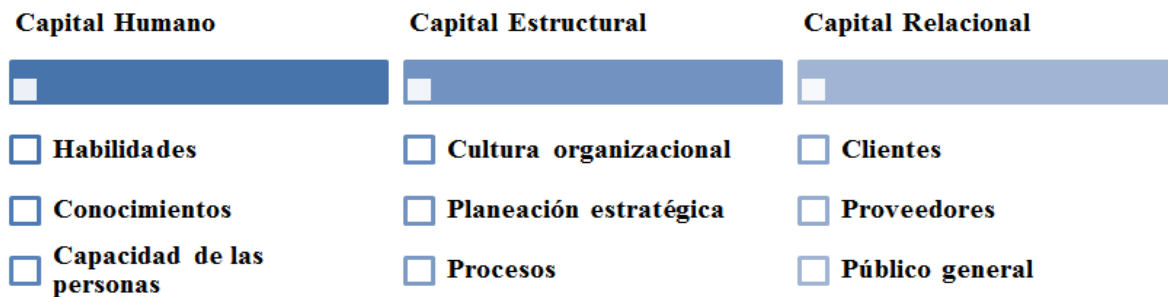 Capital Humano
Habilidades
Conocimientos
Capacidad de las
personas
Capital Estructural
Cultura organizacional
Planeación estratégica
Procesos
Capital Relacional
Clientes
Proveedores
Público general